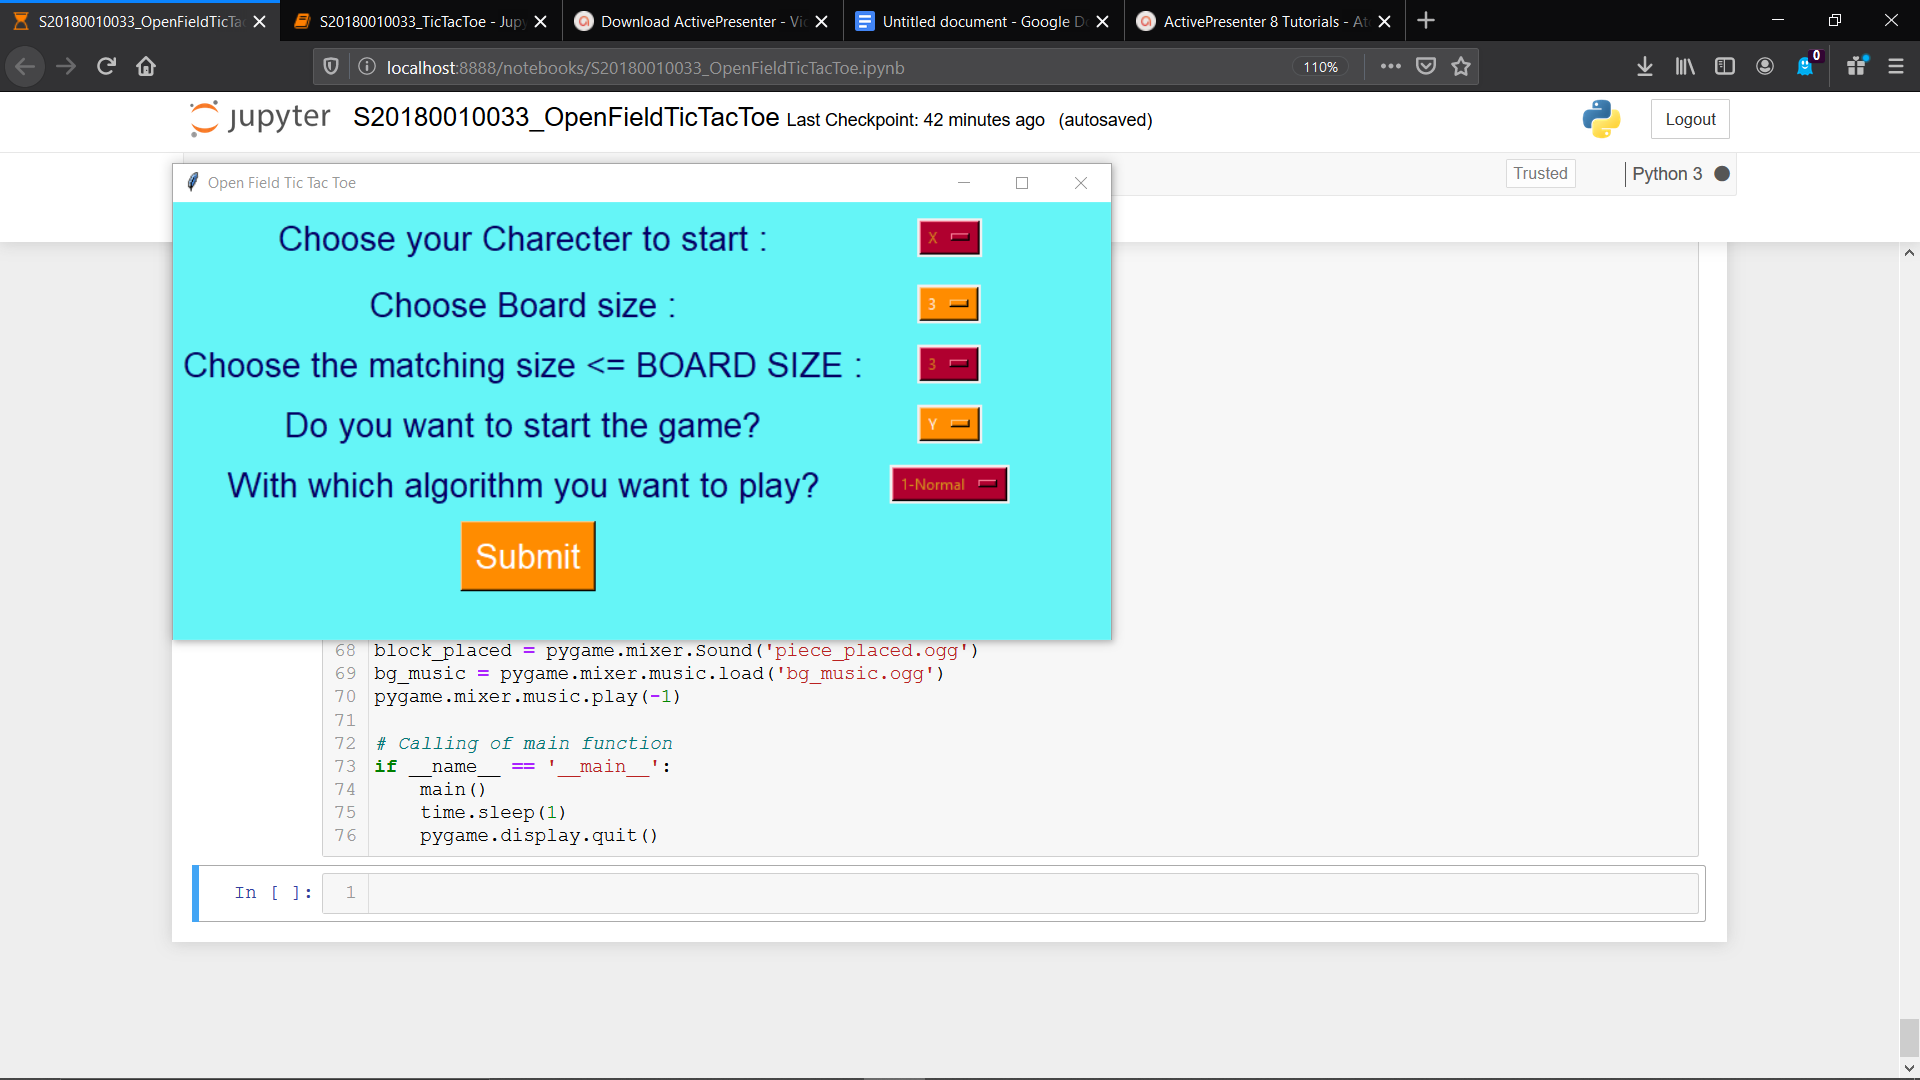 S20180010033_OpenFieldTicTac
S20180010033_TicTacToe - Jupy
Download ActivePresenter - Vid
Untitled document - Google Do
ActivePresenter 8 Tutorials - Ato
localhost:8888/notebooks/S20180010033_OpenFieldTicTacToe.ipynb
110%
0
jupyter S20180010033_OpenFieldTicTacToe Last Checkpoint: 42 minutes ago (autosaved)
Logout
Trusted
Python 3
Open Field Tic Tac Toe
Choose your Charecter to start : X
Choose Board size : 3
Choose the matching size <= BOARD SIZE : 3
Do you want to start the game? Y
With which algorithm you want to play? 1-Normal
Submit
68 block_placed = pygame.mixer.Sound('piece_placed.ogg')
69 bg_music = pygame.mixer.music.load('bg_music.ogg')
70 pygame.mixer.music.play(-1)
71
72 # Calling of main function
73 if __name__ == '__main__':
74 main()
75 time.sleep(1)
76 pygame.display.quit()
In [ ]: 1